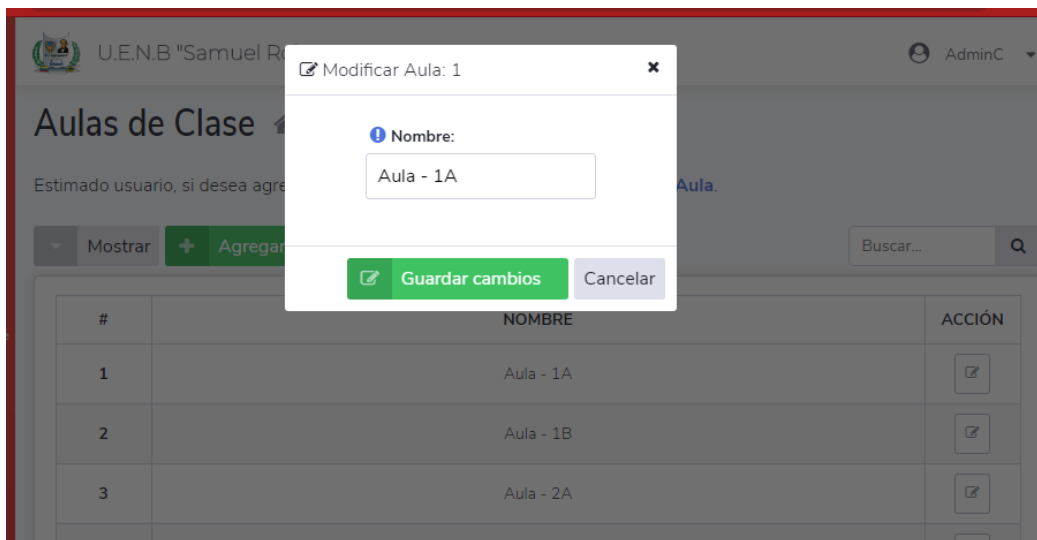 U.E.N.B "Samuel Ro
AdminC
Modificar Aula: 1
Aulas de Clase
Nombre:
Aula - 1A
Estimado usuario, si desea agre
Aula.
Mostrar
Agregar
Buscar...
Guardar cambios
Cancelar
# NOMBRE ACCIÓN
1 Aula - 1A
2 Aula - 1B
3 Aula - 2A